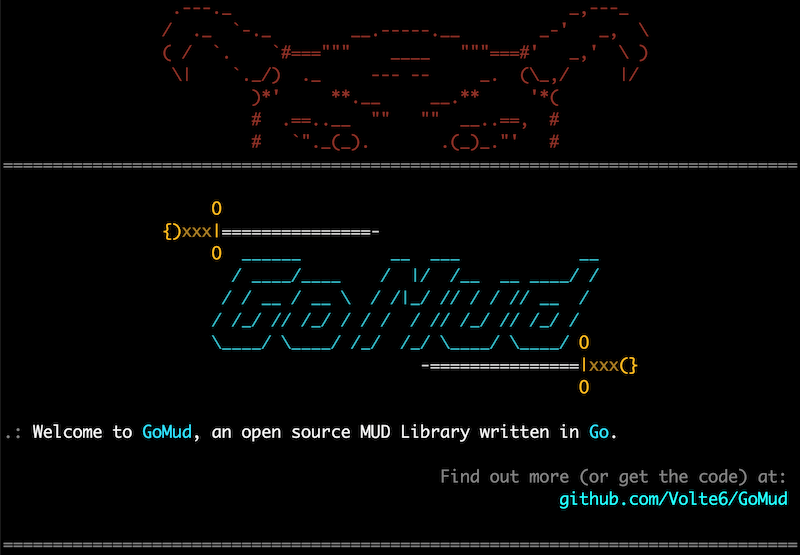 GoMud
.: Welcome to GoMud, an open source MUD Library written in Go.
Find out more (or get the code) at:
github.com/Volte6/GoMud